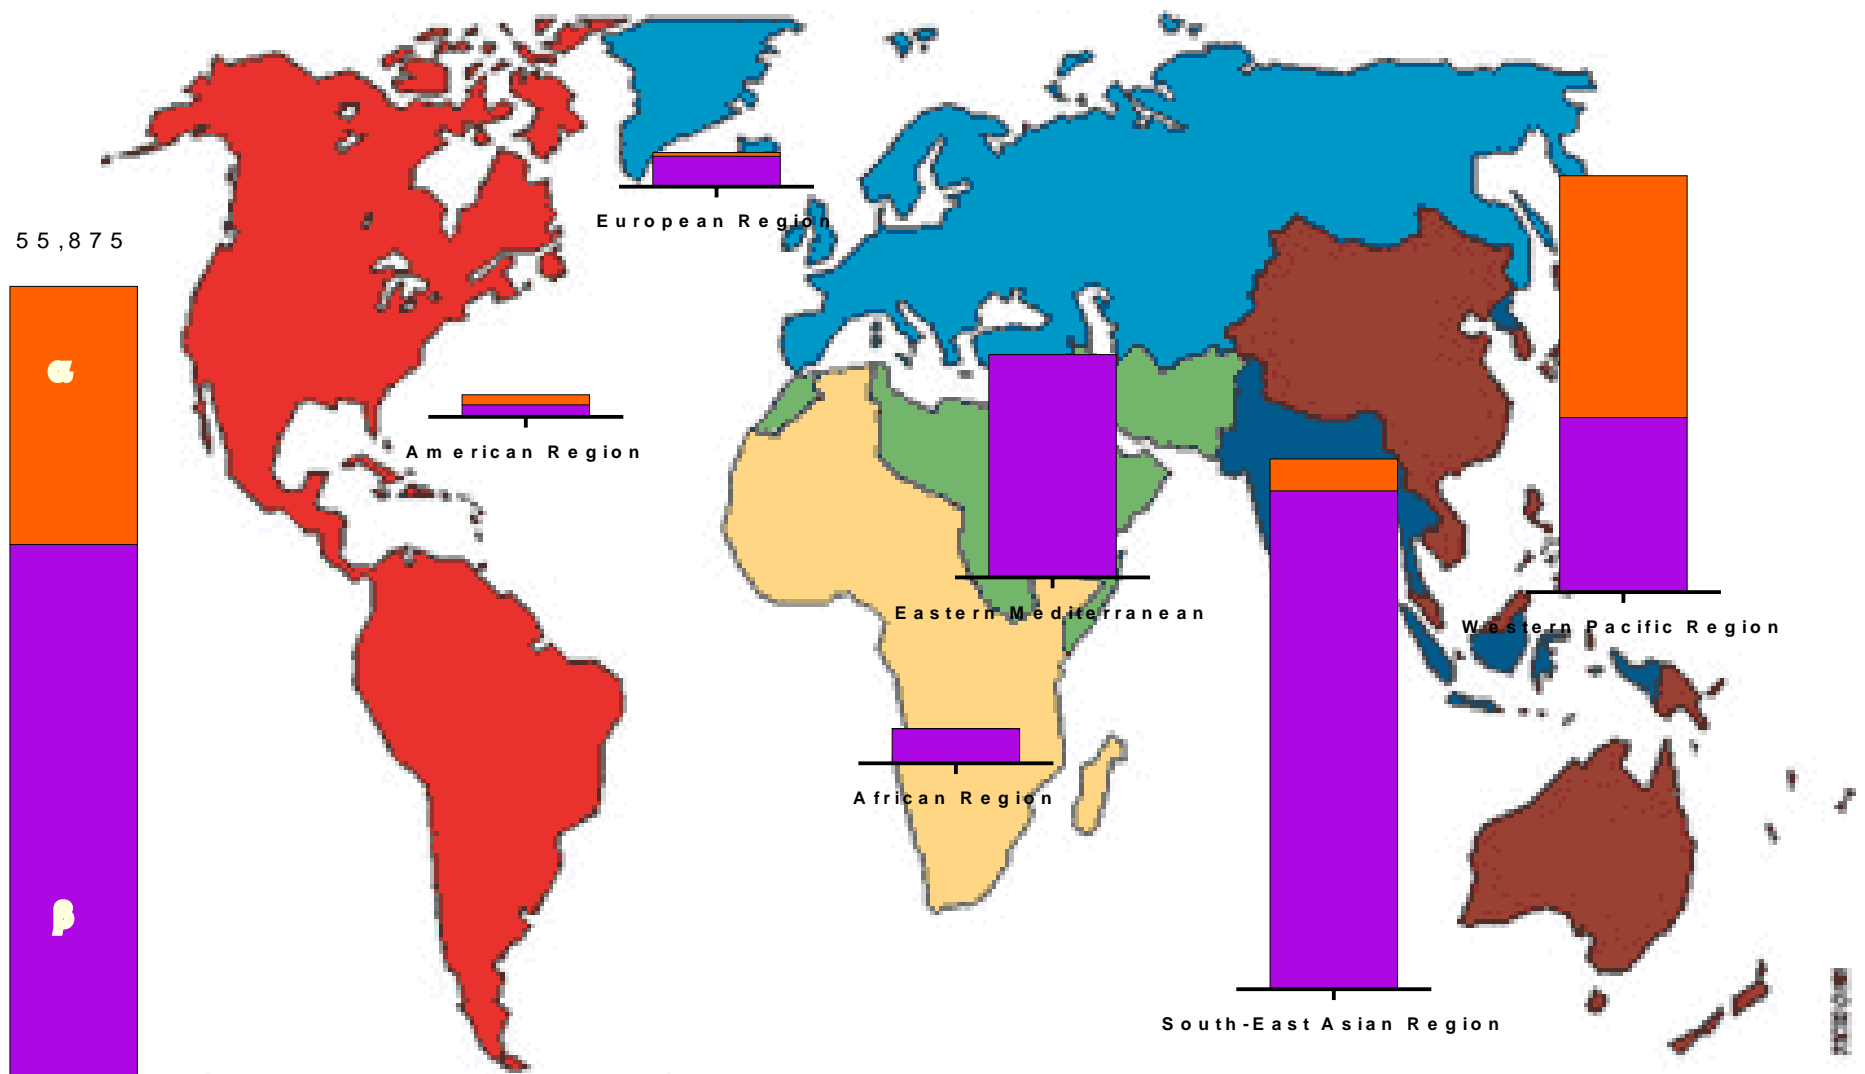 European Region
55,875
α
American Region
Eastern Mediterranean
Western Pacific Region
African Region
β
South-East Asian Region